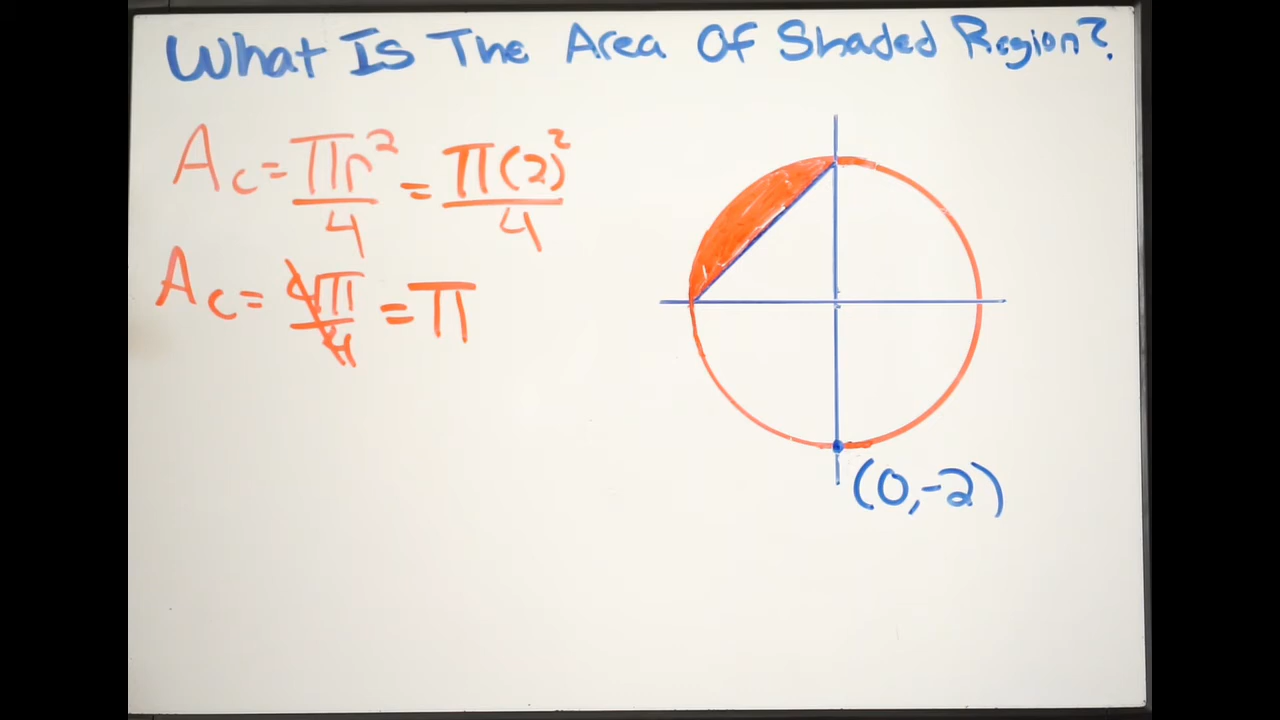 What Is The Area Of Shaded Region?
Ac = πr²/4 = π(2)²/4
Ac = 4π/4 = π
(0,-2)